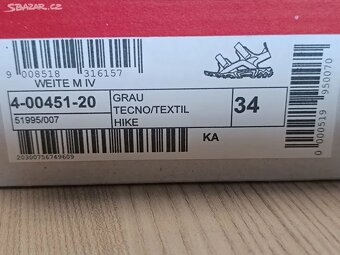 SBAZAR.CZ
9 008518 316157
WEITE M IV
4-00451-20
51995/007
GRAU
TECNO/TEXTIL
HIKE
34
KA
20300756749609
0 000519 950070